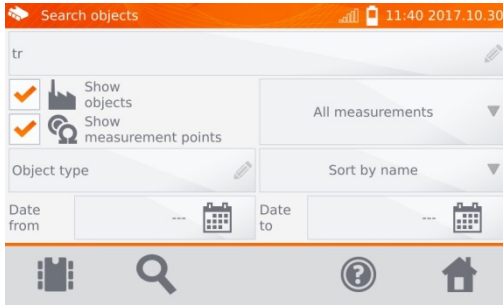 Search objects
11:40 2017.10.30
tr
Show
objects
Show
measurement points
All measurements
Object type
Sort by name
Date
from
---
Date
to
---